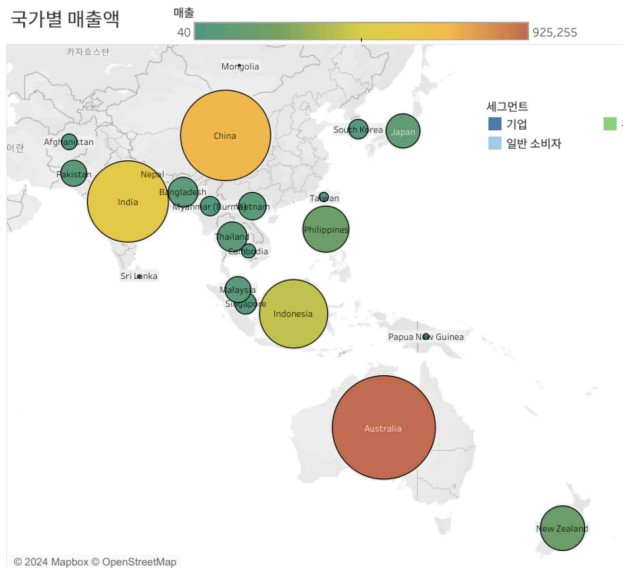 국가별 매출액
매출
40
925,255
카자흐스탄
Mongolia
세그먼트
기업
일반 소비자
China
South Korea
Japan
Afghanistan
이란
Pakistan
Nepal
India
Bangladesh
Myanmar (Burma)
Vietnam
Taiwan
Thailand
Philippines
Cambodia
Sri Lanka
Malaysia
Singapore
Indonesia
Papua New Guinea
Australia
New Zealand
© 2024 Mapbox © OpenStreetMap